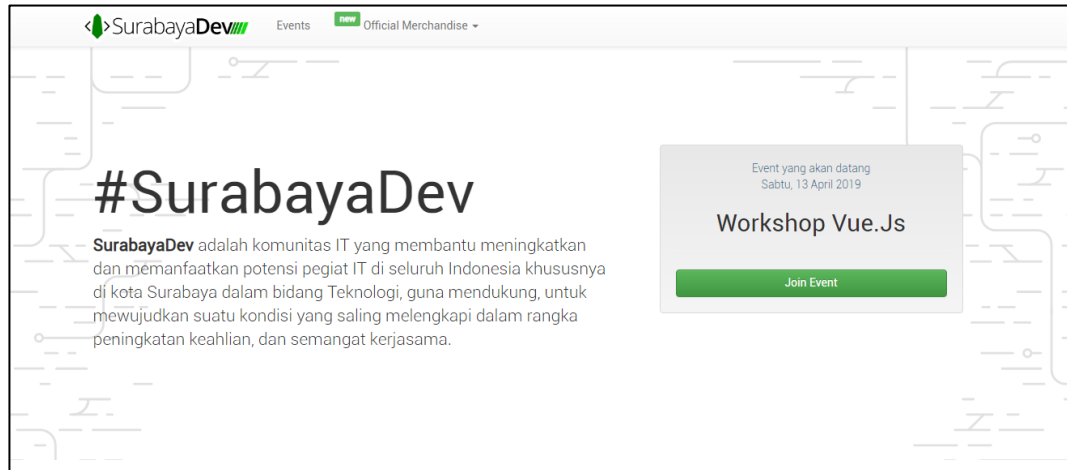 SurabayaDev
Events
new
Official Merchandise
#SurabayaDev
SurabayaDev adalah komunitas IT yang membantu meningkatkan
dan memanfaatkan potensi pegiat IT di seluruh Indonesia khususnya
di kota Surabaya dalam bidang Teknologi, guna mendukung, untuk
mewujudkan suatu kondisi yang saling melengkapi dalam rangka
peningkatan keahlian, dan semangat kerjasama.
Event yang akan datang
Sabtu, 13 April 2019
Workshop Vue.Js
Join Event